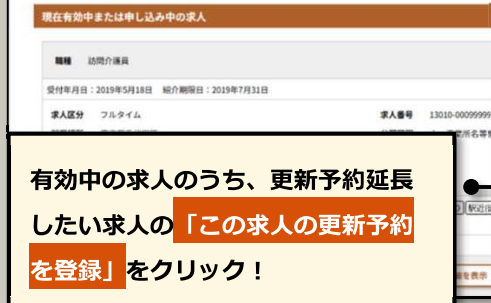 現在有効中または申し込み中の求人
職種 訪問介護員
受付年月日：2019年5月18日 紹介期限日：2019年7月31日
求人区分 フルタイム 求人番号 13010-00099999
有効中の求人のうち、更新予約延長
したい求人の「この求人の更新予約
を登録」をクリック！
を表示